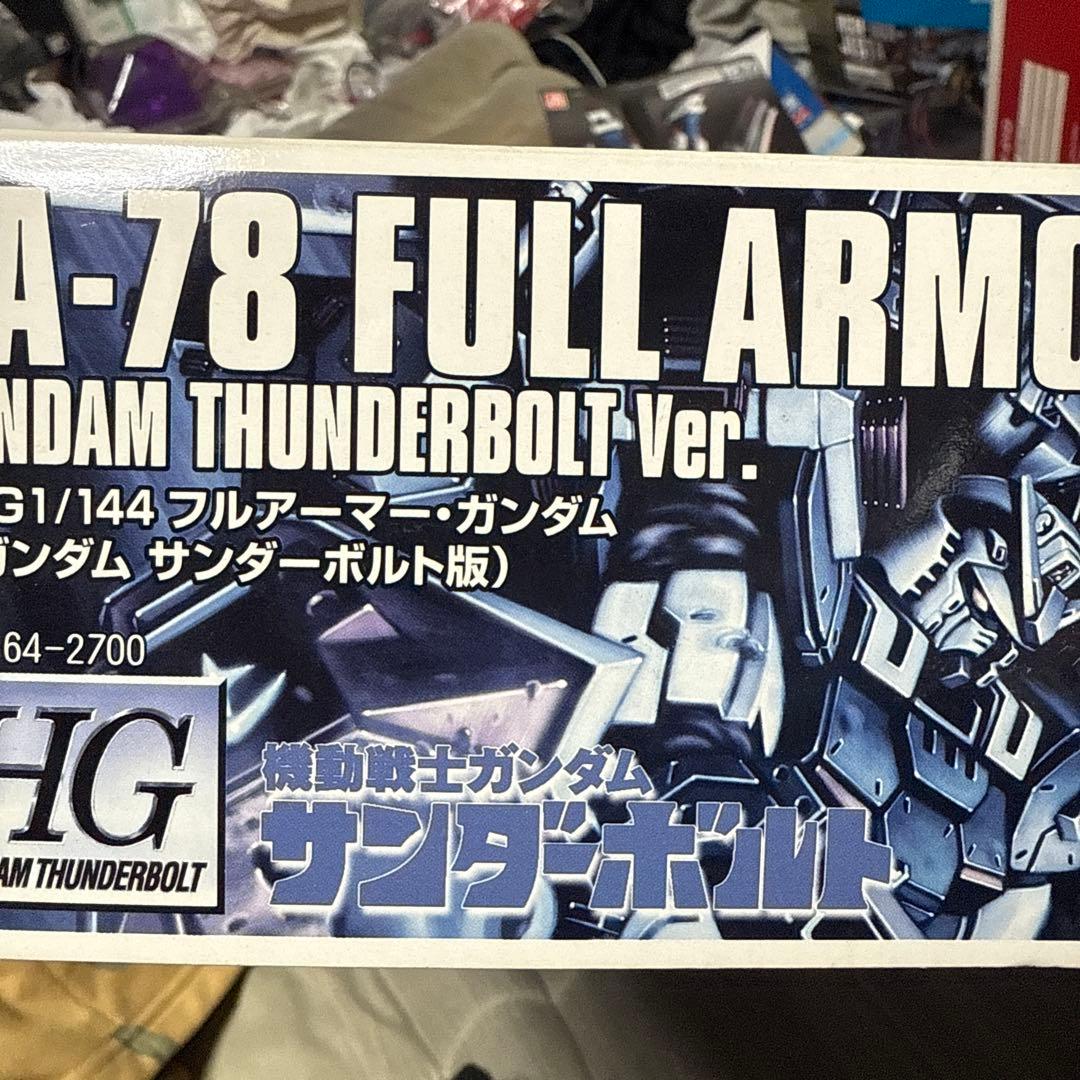 A-78 FULL ARMO
NDAM THUNDERBOLT Ver.
G1/144 フルアーマー・ガンダム
ガンダム サンダーボルト版)
64-2700
HG
AM THUNDERBOLT
機動戦士ガンダム
サンダーボルト